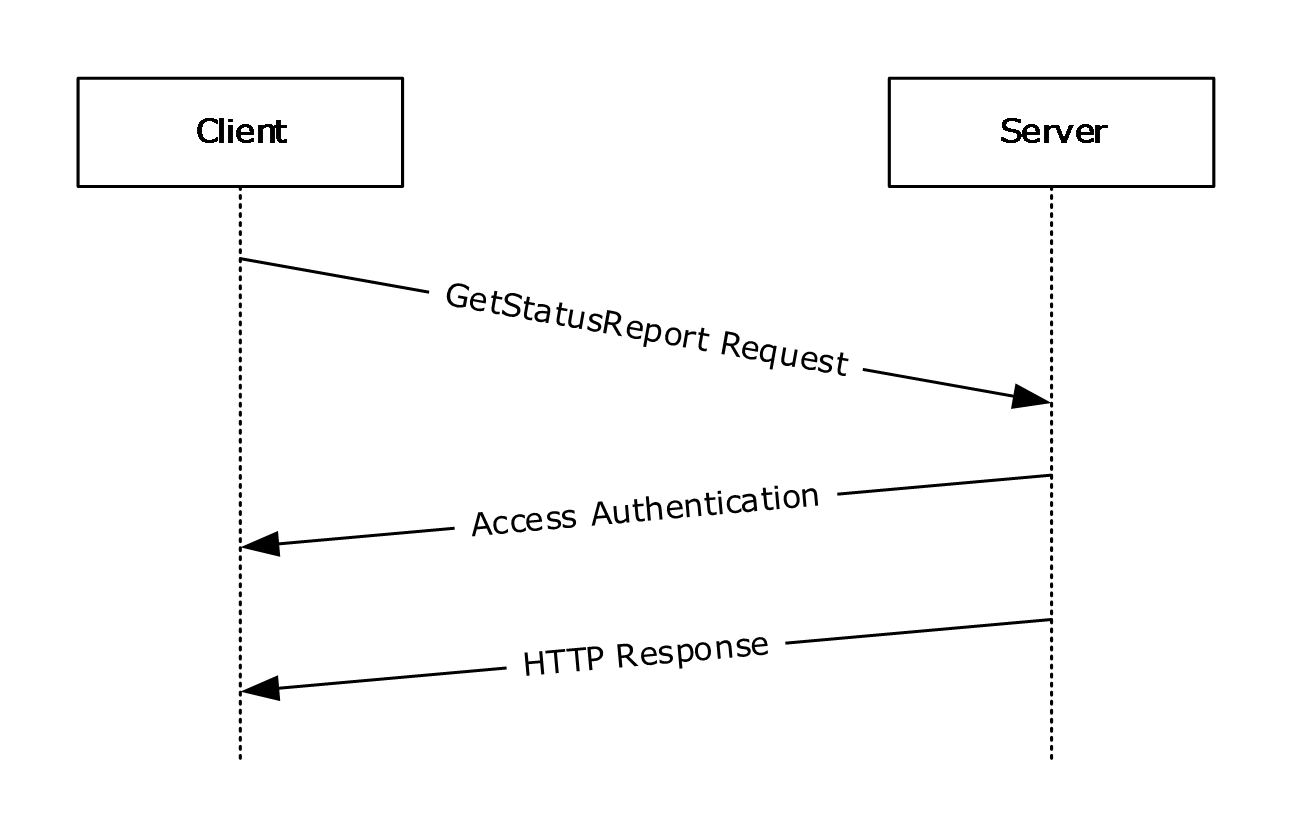 Client
Server
GetStatusReport Request
Access Authentication
HTTP Response